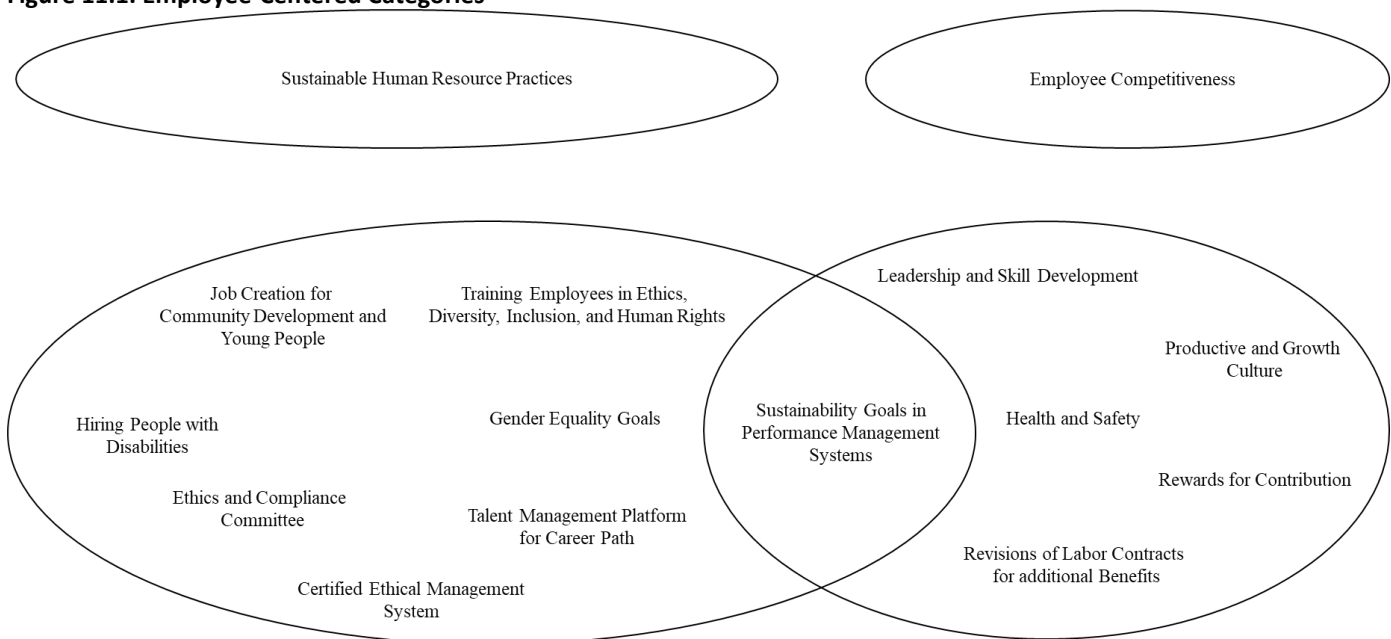 Figure 11.1. Employee-Centered Categories
Sustainable Human Resource Practices
Employee Competitiveness
Job Creation for
Community Development and
Young People
Training Employees in Ethics,
Diversity, Inclusion, and Human Rights
Hiring People with
Disabilities
Gender Equality Goals
Ethics and Compliance
Committee
Talent Management Platform
for Career Path
Certified Ethical Management
System
Sustainability Goals in
Performance Management
Systems
Leadership and Skill Development
Productive and Growth
Culture
Health and Safety
Rewards for Contribution
Revisions of Labor Contracts
for additional Benefits